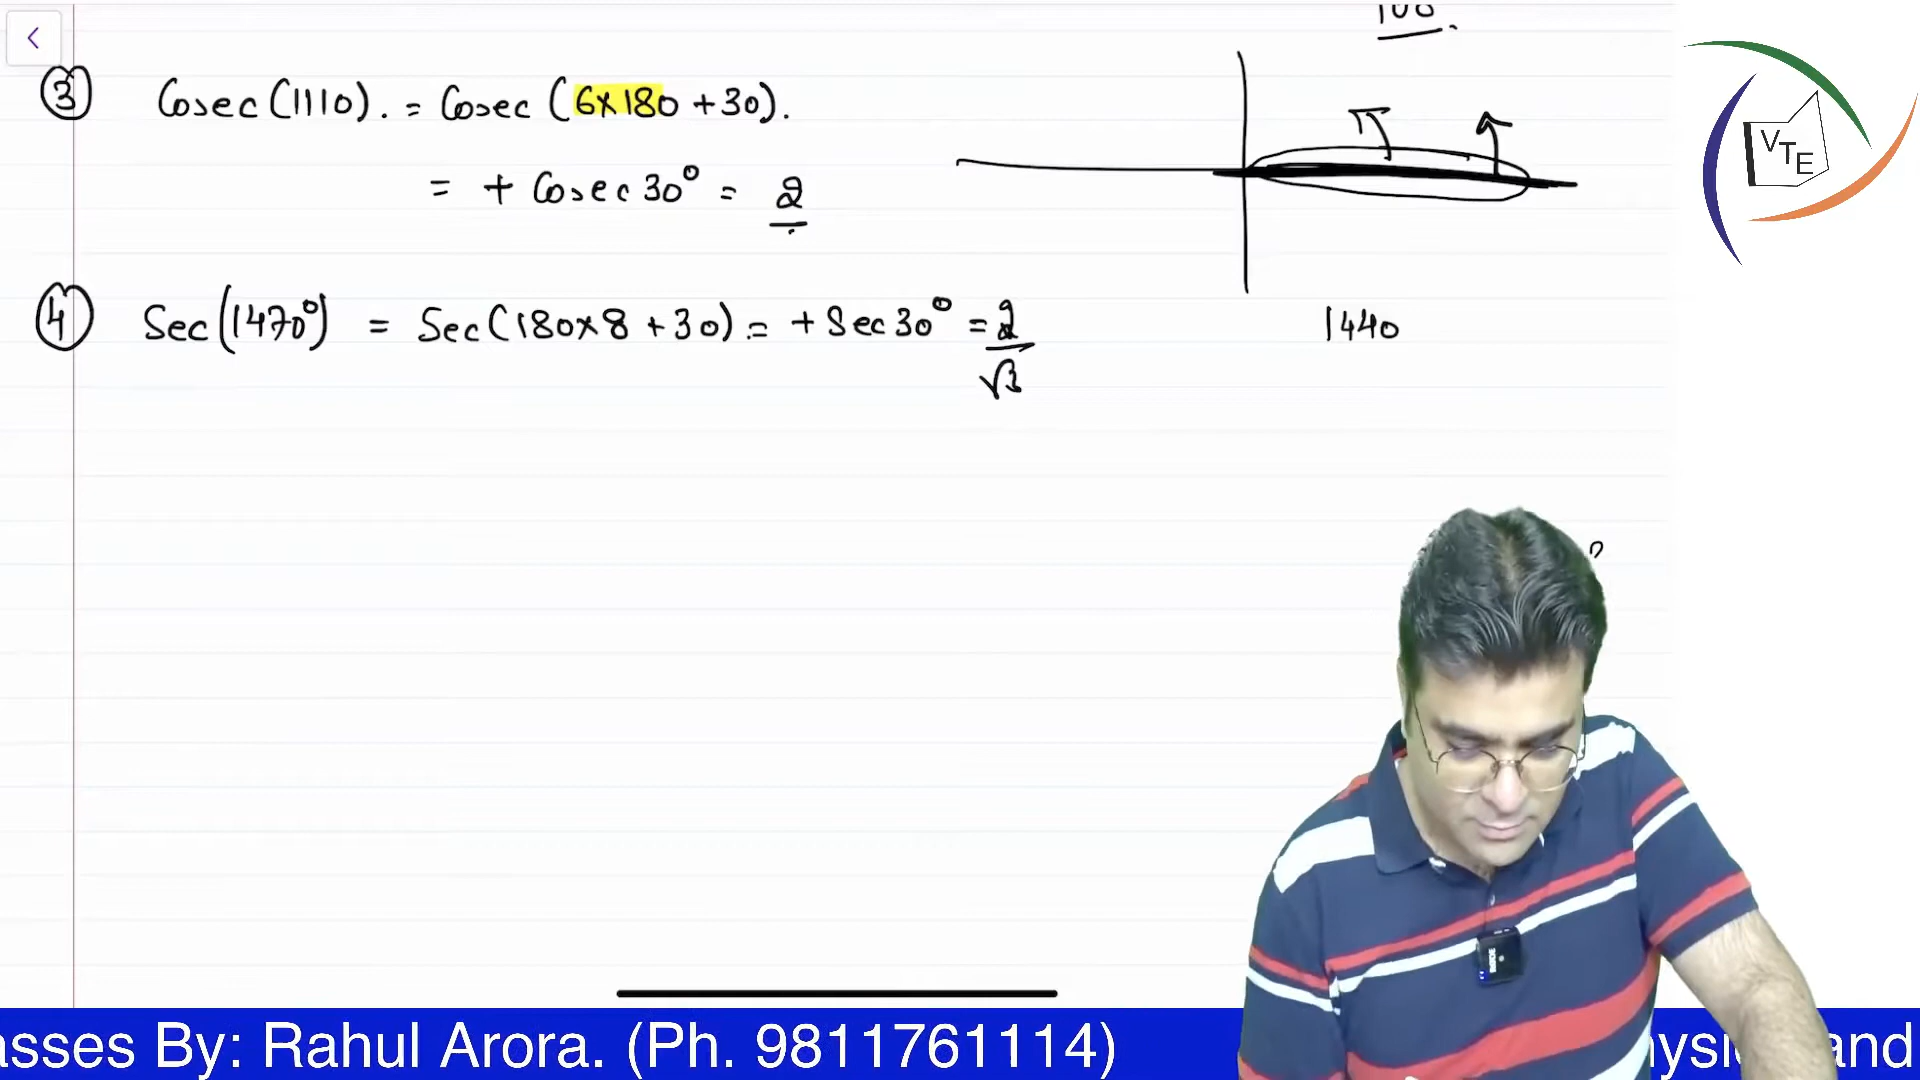 100.
③ Cosec(1110). = Cosec (6×180 +30).
= + Cosec 30° = 2
④ Sec(1470°) = Sec(180×8 +30) = + Sec 30° = 2/√3
1440
VTE
asses By: Rahul Arora. (Ph. 9811761114)
and